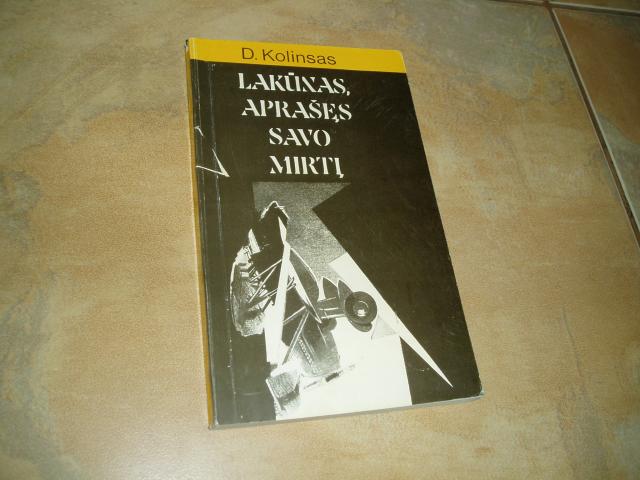 D. Kolinsas
LAKŪNAS,
APRAŠĘS
SAVO
MIRTĮ